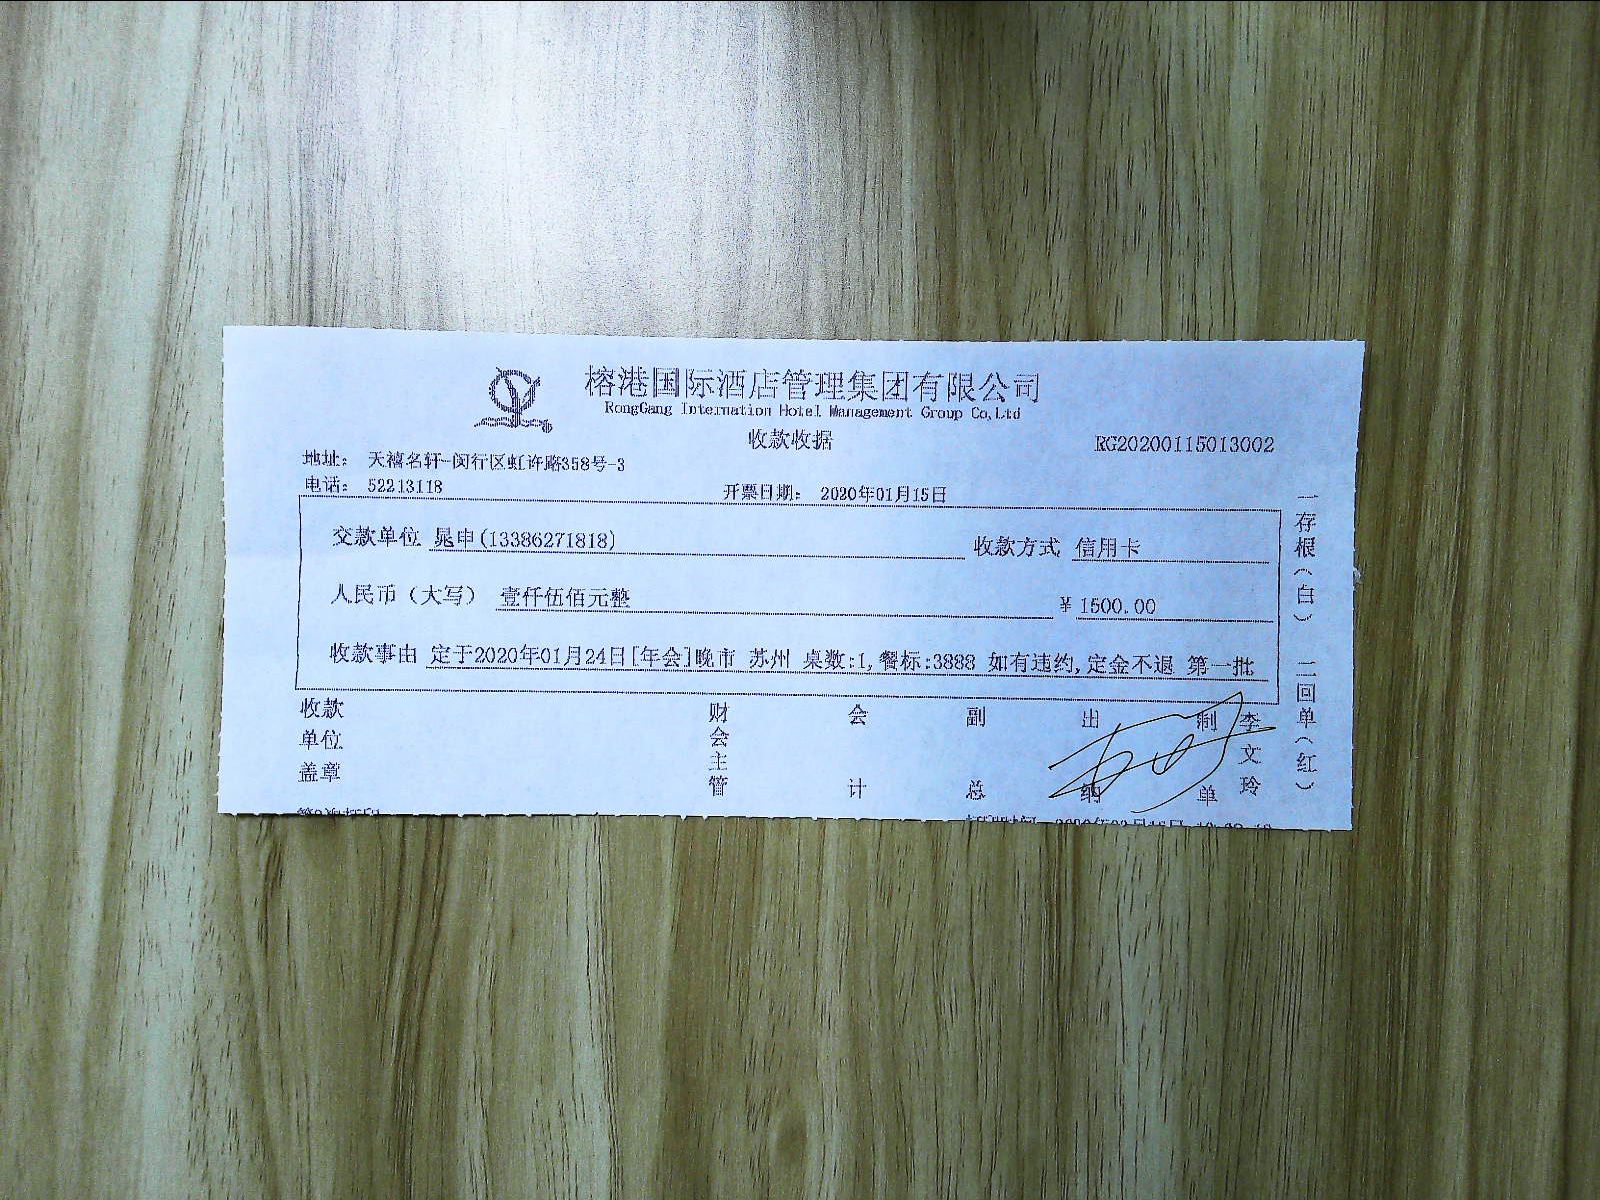 榕港国际酒店管理集团有限公司
RongGang Internation Hotel Management Group Co,Ltd
收款收据
RG20200115013002
地址： 天禧名轩-闵行区虹许路358号-3
电话： 52213118
开票日期： 2020年01月15日
交款单位 晁申(13386271818)
收款方式 信用卡
人民币（大写） 壹仟伍佰元整
¥ 1500.00
收款事由 定于2020年01月24日[年会]晚市 苏州 桌数:1,餐标:3888 如有违约,定金不退 第一批
收款单位盖章
财会主管
会计
副总
出纳
制单
李文玲
一存根（白） 二回单（红）